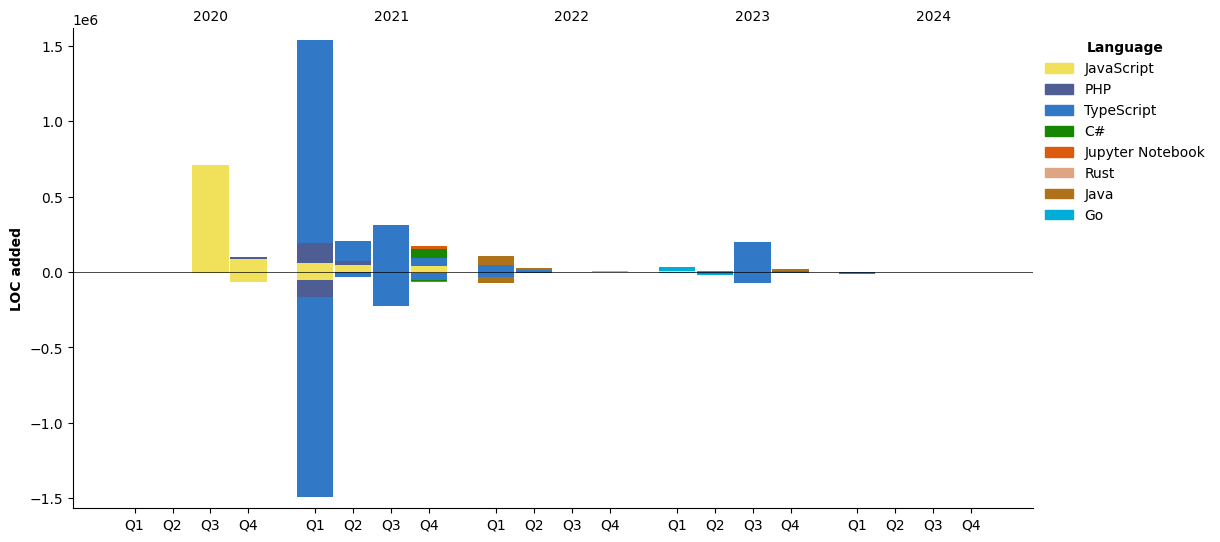 1e6
2020 2021 2022 2023 2024
Language
JavaScript
PHP
TypeScript
C#
Jupyter Notebook
Rust
Java
Go
LOC added
1.5
1.0
0.5
0.0
−0.5
−1.0
−1.5
Q1 Q2 Q3 Q4 Q1 Q2 Q3 Q4 Q1 Q2 Q3 Q4 Q1 Q2 Q3 Q4 Q1 Q2 Q3 Q4